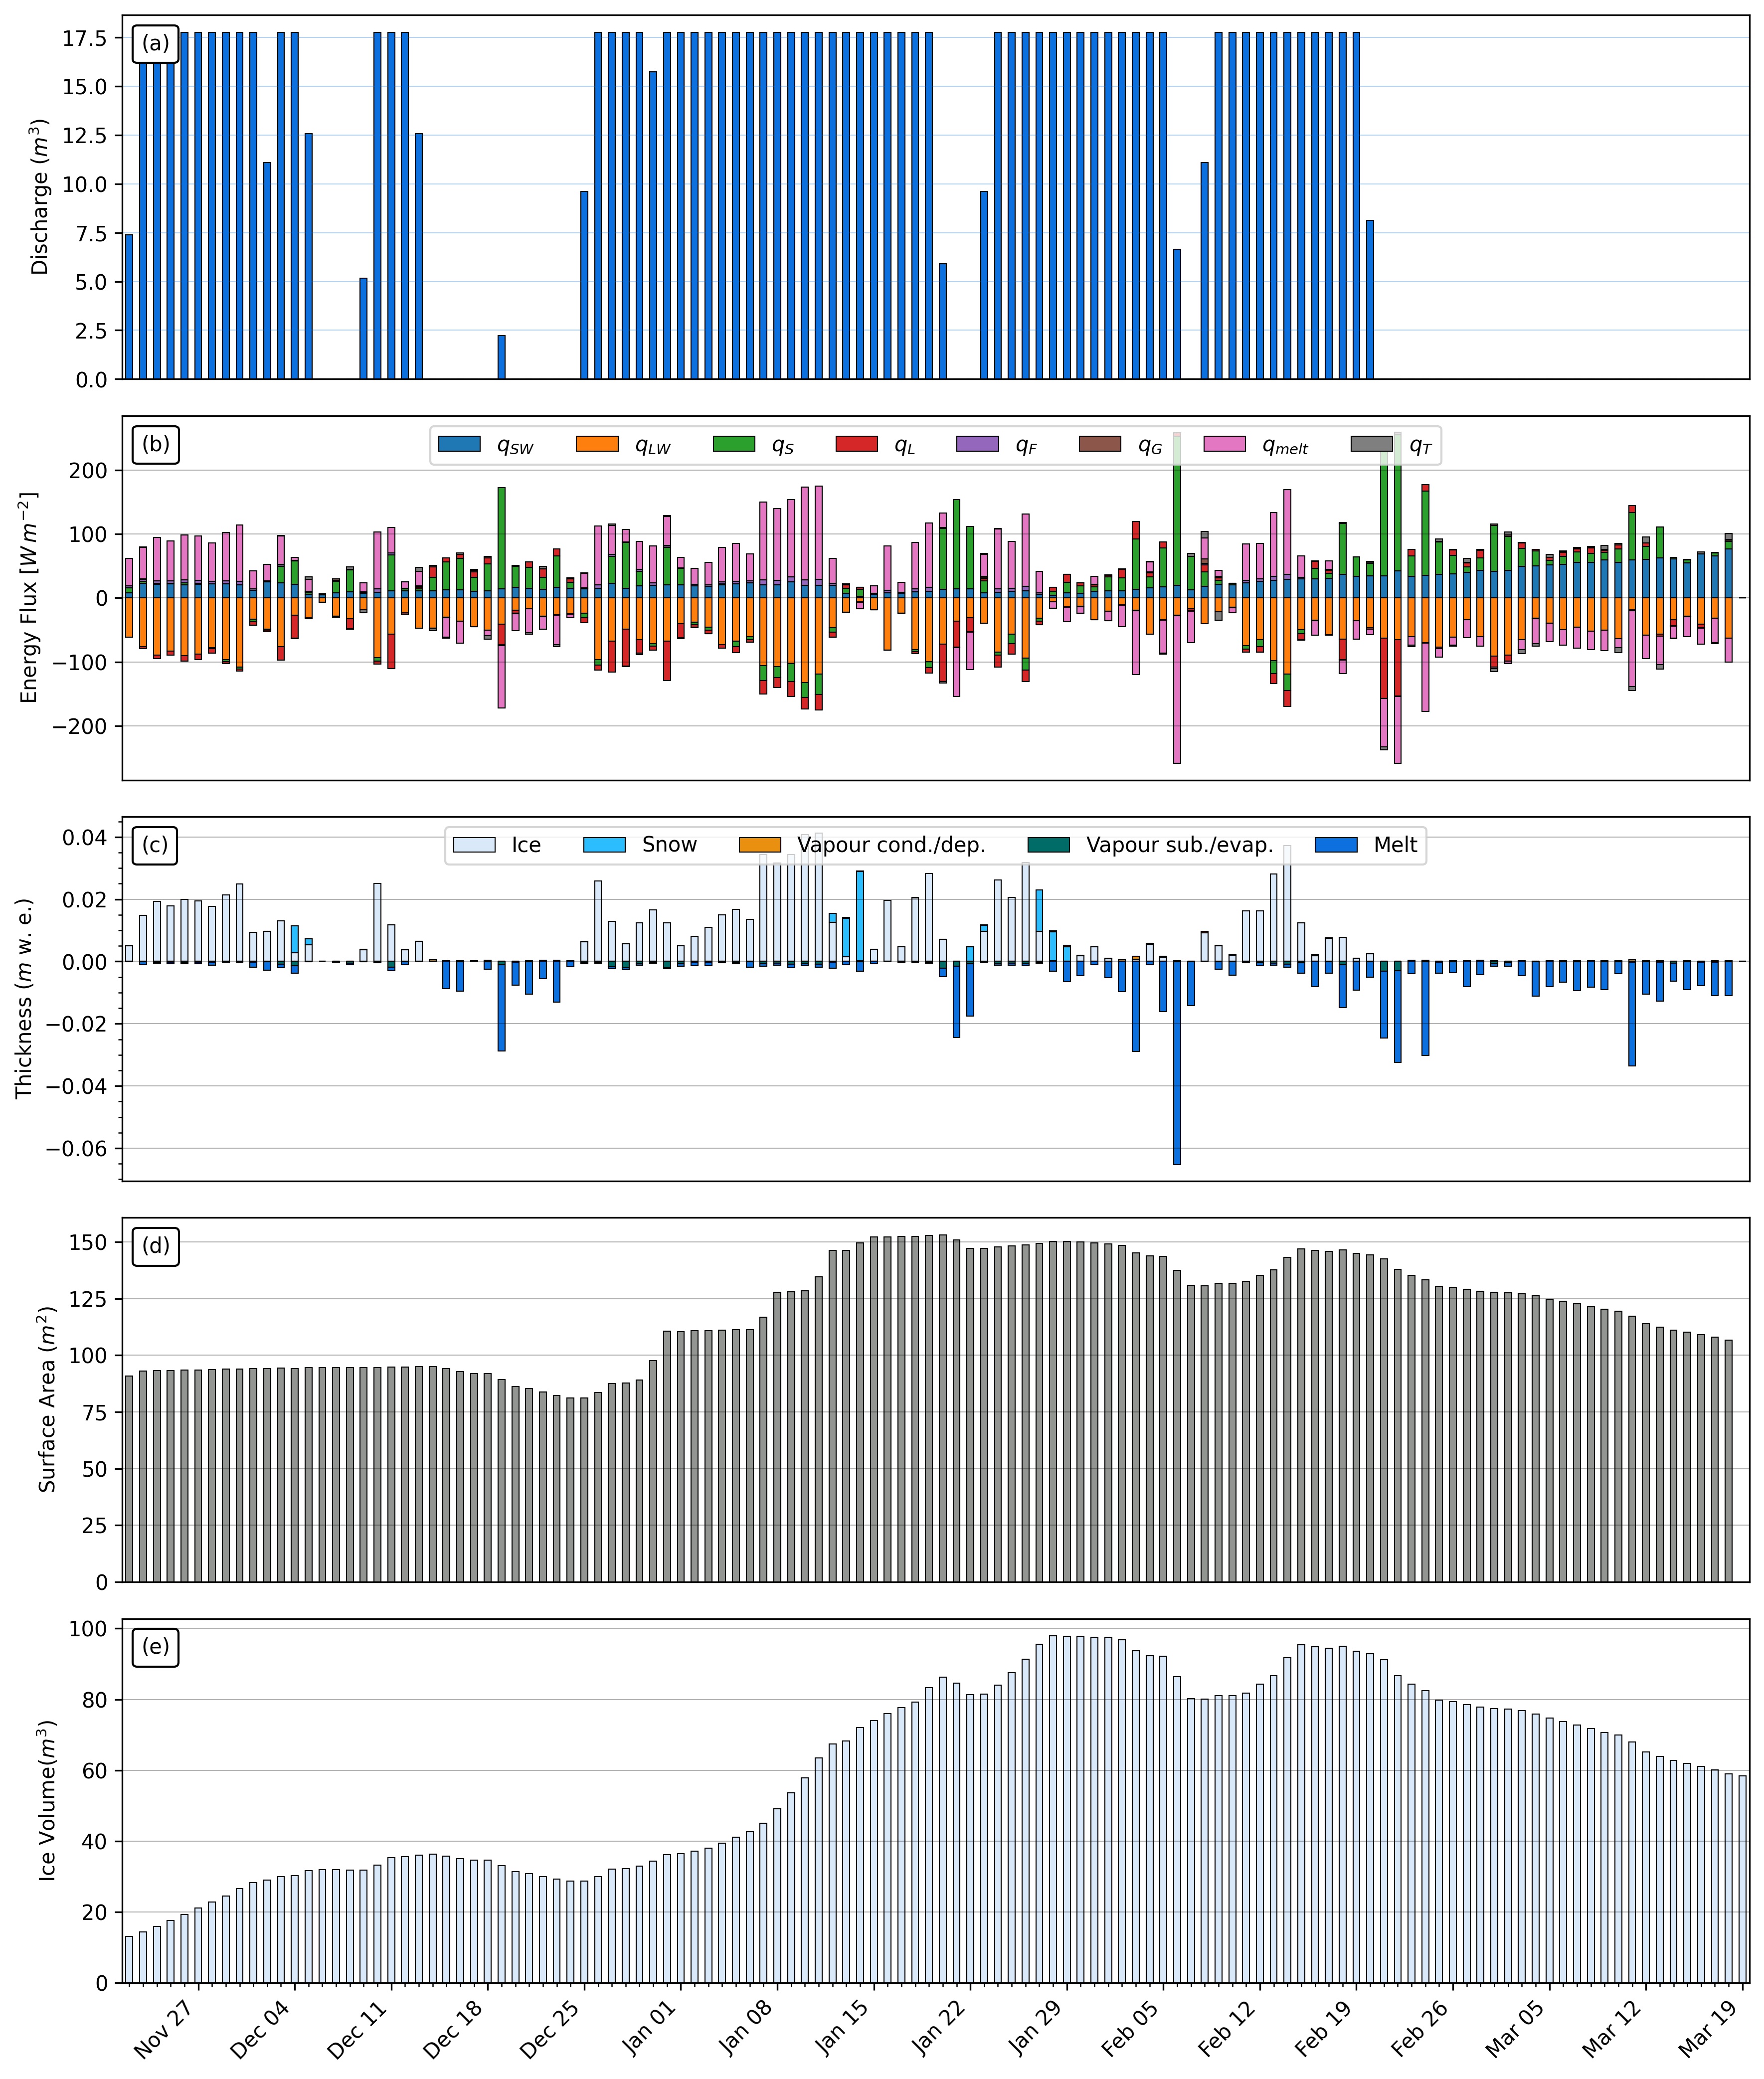 (a)
Discharge (m³)
17.5
15.0
12.5
10.0
7.5
5.0
2.5
0.0
(b)
q_SW q_LW q_S q_L q_F q_G q_melt q_T
Energy Flux [W m⁻²]
200
100
0
−100
−200
(c)
Ice Snow Vapour cond./dep. Vapour sub./evap. Melt
Thickness (m w. e.)
0.04
0.02
0.00
−0.02
−0.04
−0.06
(d)
Surface Area (m²)
150
125
100
75
50
25
0
(e)
Ice Volume(m³)
100
80
60
40
20
0
Nov 27 Dec 04 Dec 11 Dec 18 Dec 25 Jan 01 Jan 08 Jan 15 Jan 22 Jan 29 Feb 05 Feb 12 Feb 19 Feb 26 Mar 05 Mar 12 Mar 19